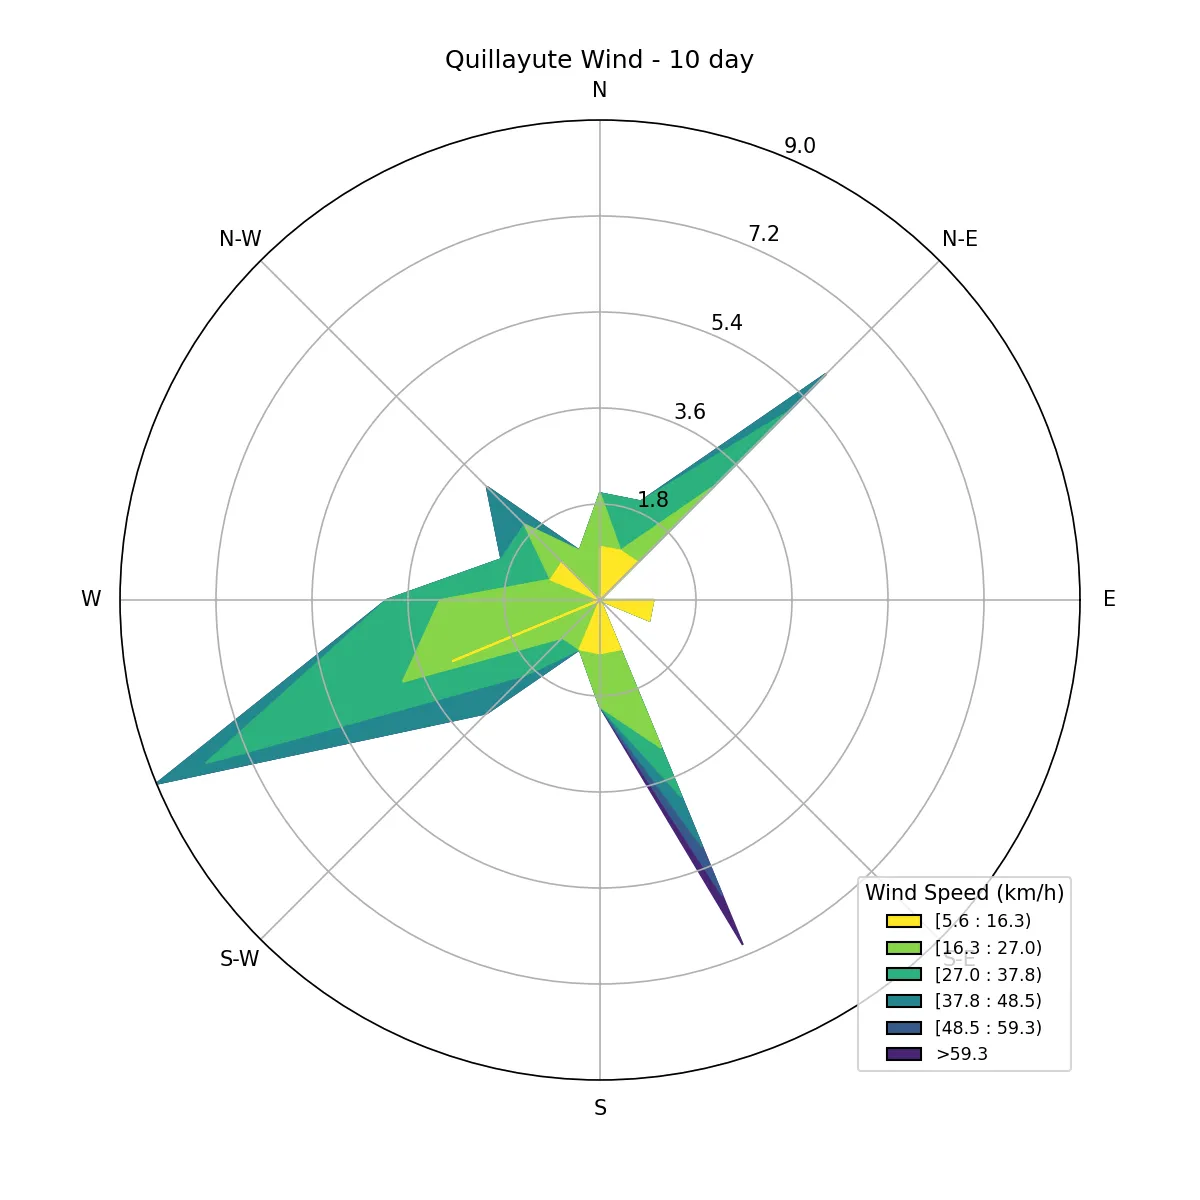 Quillayute Wind - 10 day
N
9.0
7.2
N-W
N-E
5.4
3.6
1.8
W
E
S-W
S-E
Wind Speed (km/h)
[5.6 : 16.3)
[16.3 : 27.0)
[27.0 : 37.8)
[37.8 : 48.5)
[48.5 : 59.3)
>59.3
S